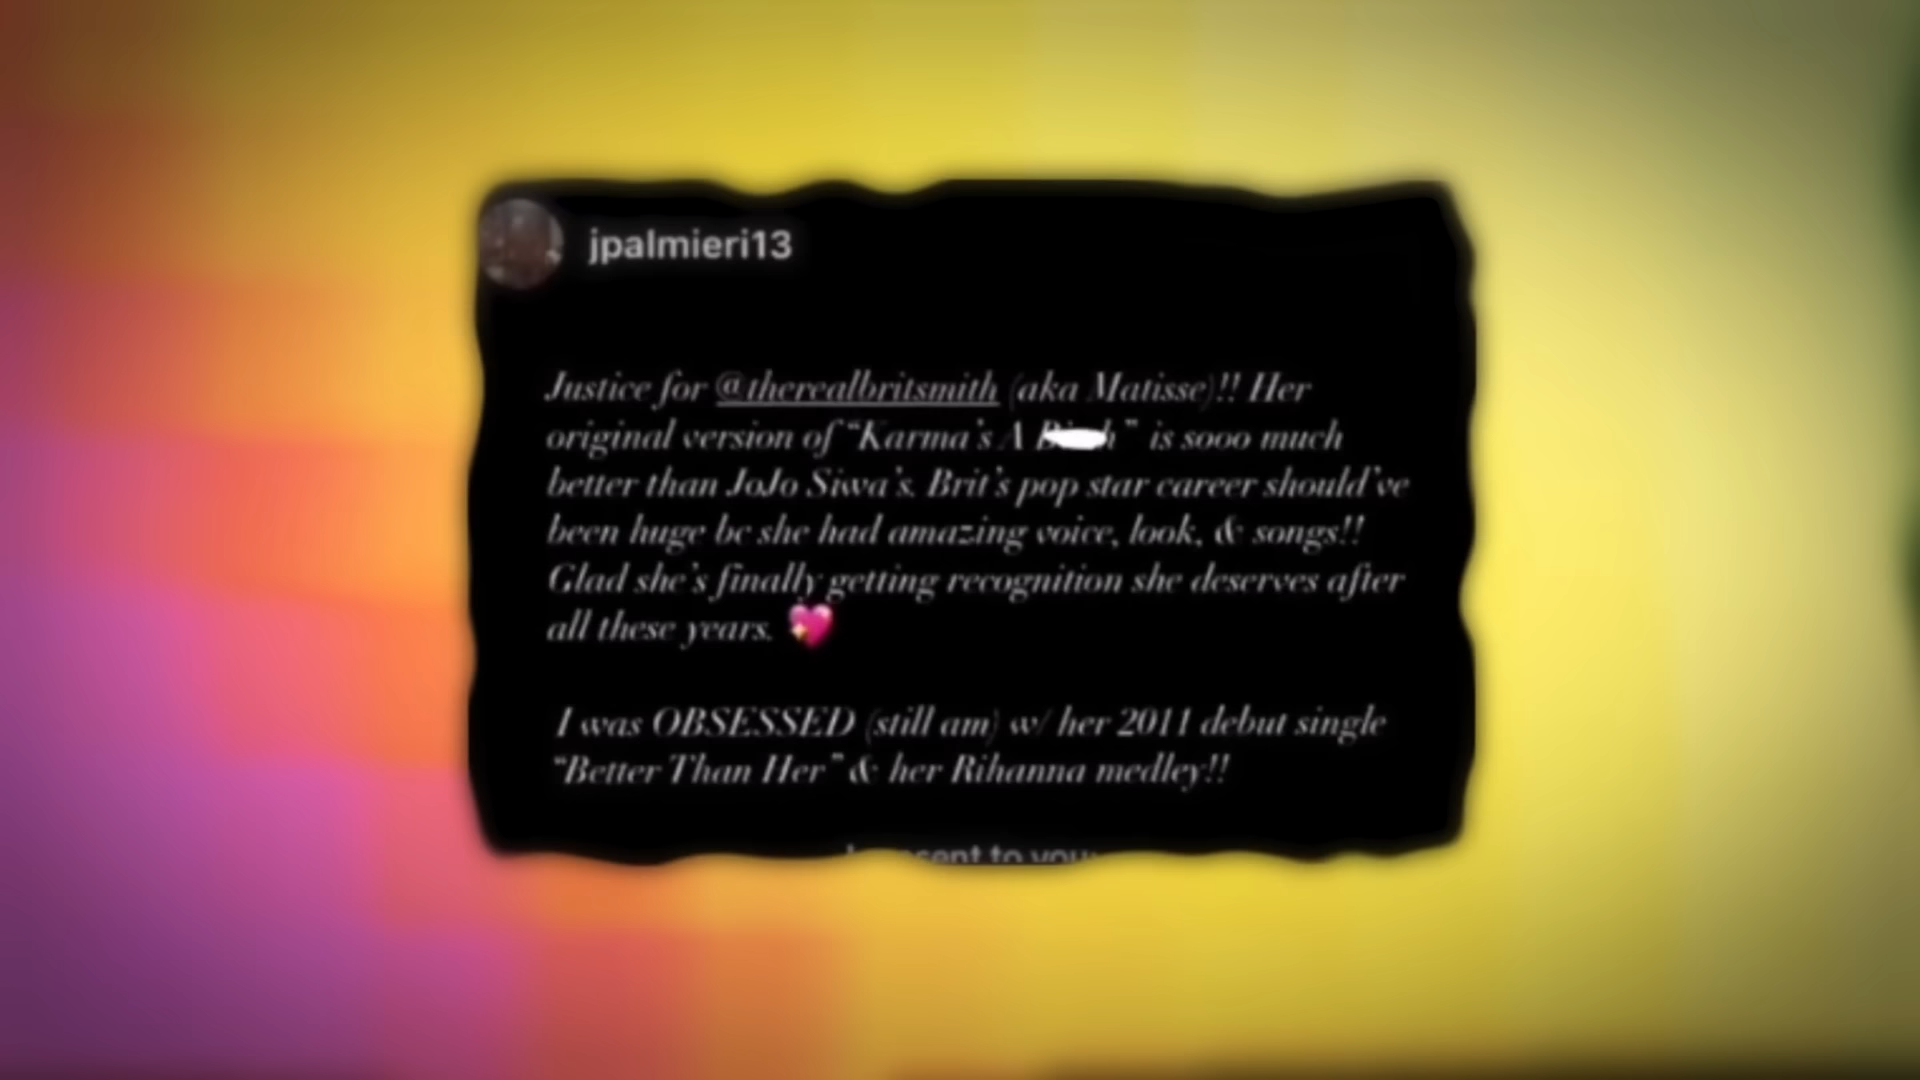 jpalmieri13
Justice for @therealbritsmith (aka Matisse)!! Her
original version of "Karma's A B h" is sooo much
better than JoJo Siwa's. Brit's pop star career should've
been huge bc she had amazing voice, look, & songs!!
Glad she's finally getting recognition she deserves after
all these years. 💖
I was OBSESSED (still am) w/ her 2011 debut single
"Better Than Her" & her Rihanna medley!!
to you